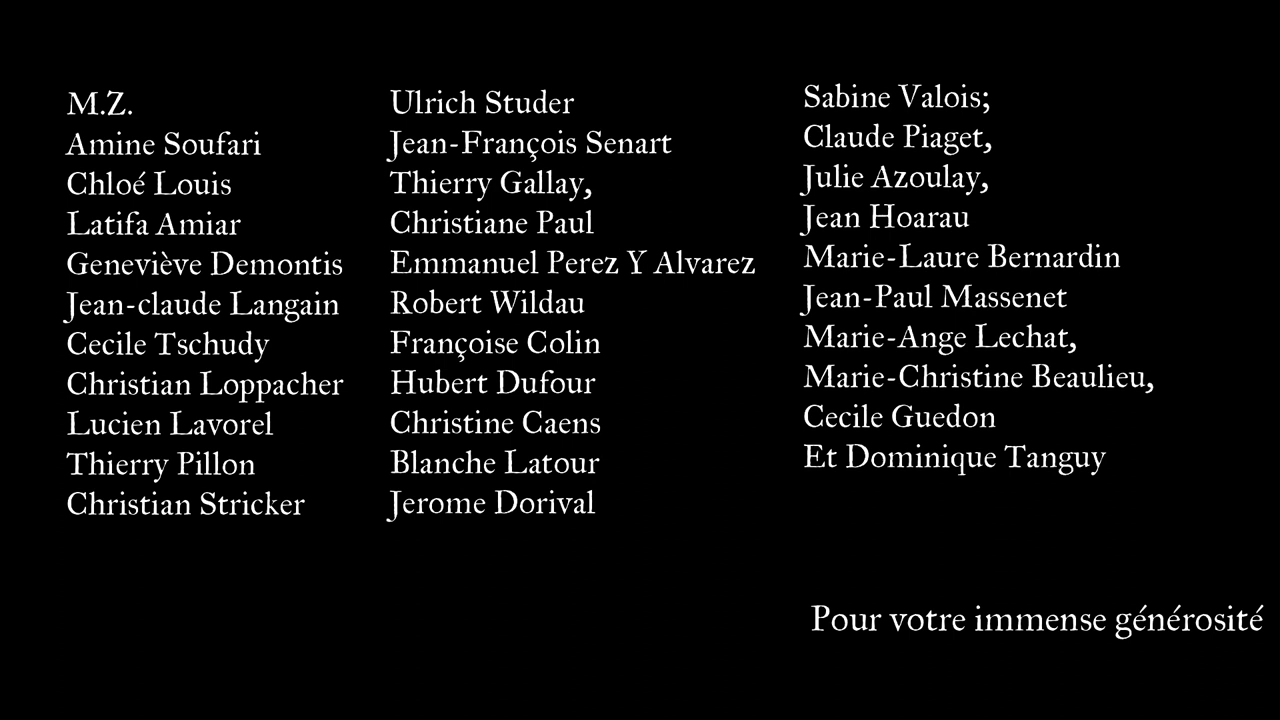 M.Z.
Amine Soufari
Chloé Louis
Latifa Amiar
Geneviève Demontis
Jean-claude Langain
Cecile Tschudy
Christian Loppacher
Lucien Lavorel
Thierry Pillon
Christian Stricker
Ulrich Studer
Jean-François Senart
Thierry Gallay,
Christiane Paul
Emmanuel Perez Y Alvarez
Robert Wildau
Françoise Colin
Hubert Dufour
Christine Caens
Blanche Latour
Jerome Dorival
Sabine Valois;
Claude Piaget,
Julie Azoulay,
Jean Hoarau
Marie-Laure Bernardin
Jean-Paul Massenet
Marie-Ange Lechat,
Marie-Christine Beaulieu,
Cecile Guedon
Et Dominique Tanguy
Pour votre immense générosité